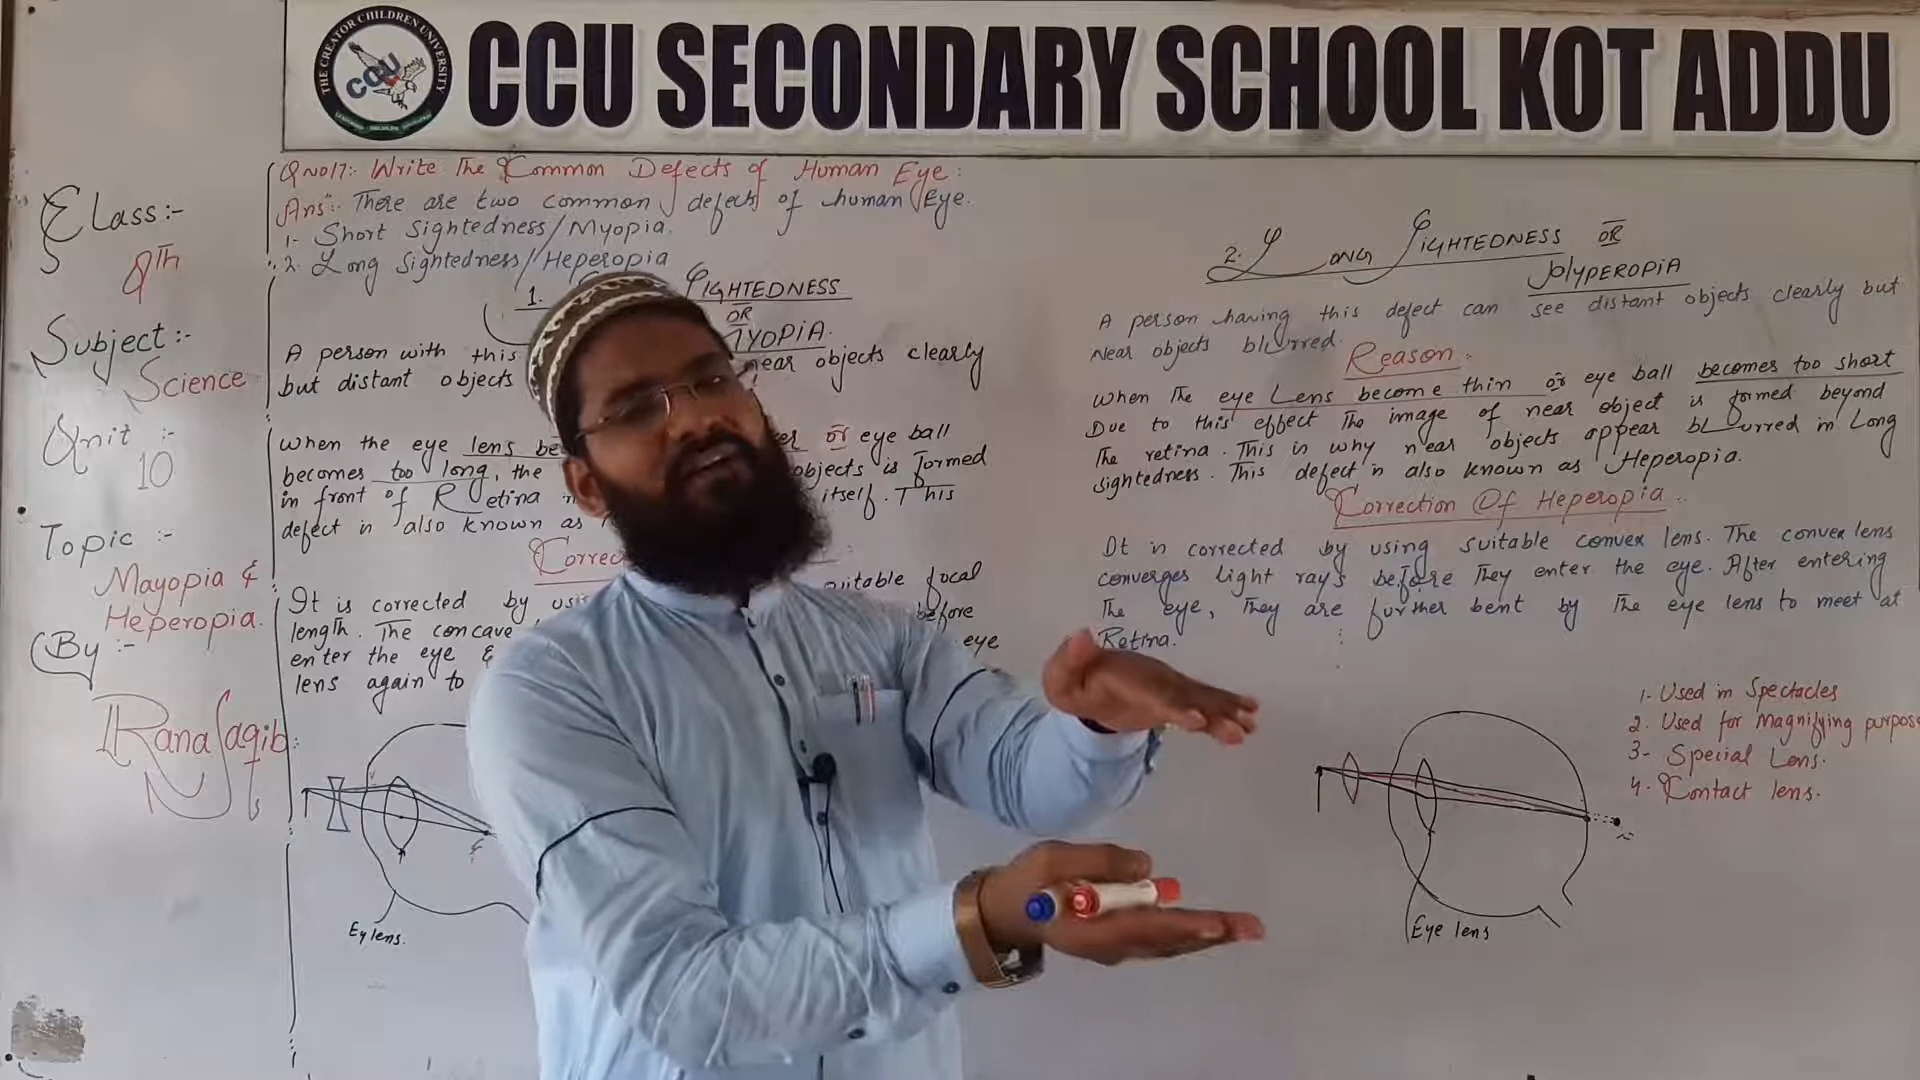 THE CREATOR CHILDREN UNIVERSITY
CCU
CCU SECONDARY SCHOOL KOT ADDU
Class:-
8Th
Subject:-
Science
Unit :-
10
Topic :-
Mayopia &
Heperopia.
By :-
Rana Saqib
Q No17:- Write The Common Defects of Human Eye:
Ans:- There are two common defects of human Eye.
1- Short Sightedness/Myopia.
2. Long Sightedness/Heperopia
1. SIGHTEDNESS
OR
MYOPIA.
A person with this near objects clearly
but distant objects
when the eye lens or eye ball
becomes too long, the objects is formed
in front of Retina itself. This
defect is also known as
It is corrected by suitable focal
length. The concave before
enter the eye & eye
lens again to
Eylens.
2. LONG SIGHTEDNESS OR
HYPEROPIA
A person having this defect can see distant objects clearly but
Near objects blurred.
Reason:
When The eye Lens become thin or eye ball becomes too short
Due to this effect The image of near object is formed beyond
The retina. This is why near objects appear blurred in Long
sightedness. This defect is also known as Heperopia.
Correction Of Heperopia
It is corrected by using suitable convex lens. The convex lens
converges light rays before They enter the eye. After entering
The eye, They are further bent by The eye lens to meet at
Retina.
1- Used in Spectacles
2. Used for Magnifying purpose
3- Special Lens.
4. Contact lens.
Eye lens